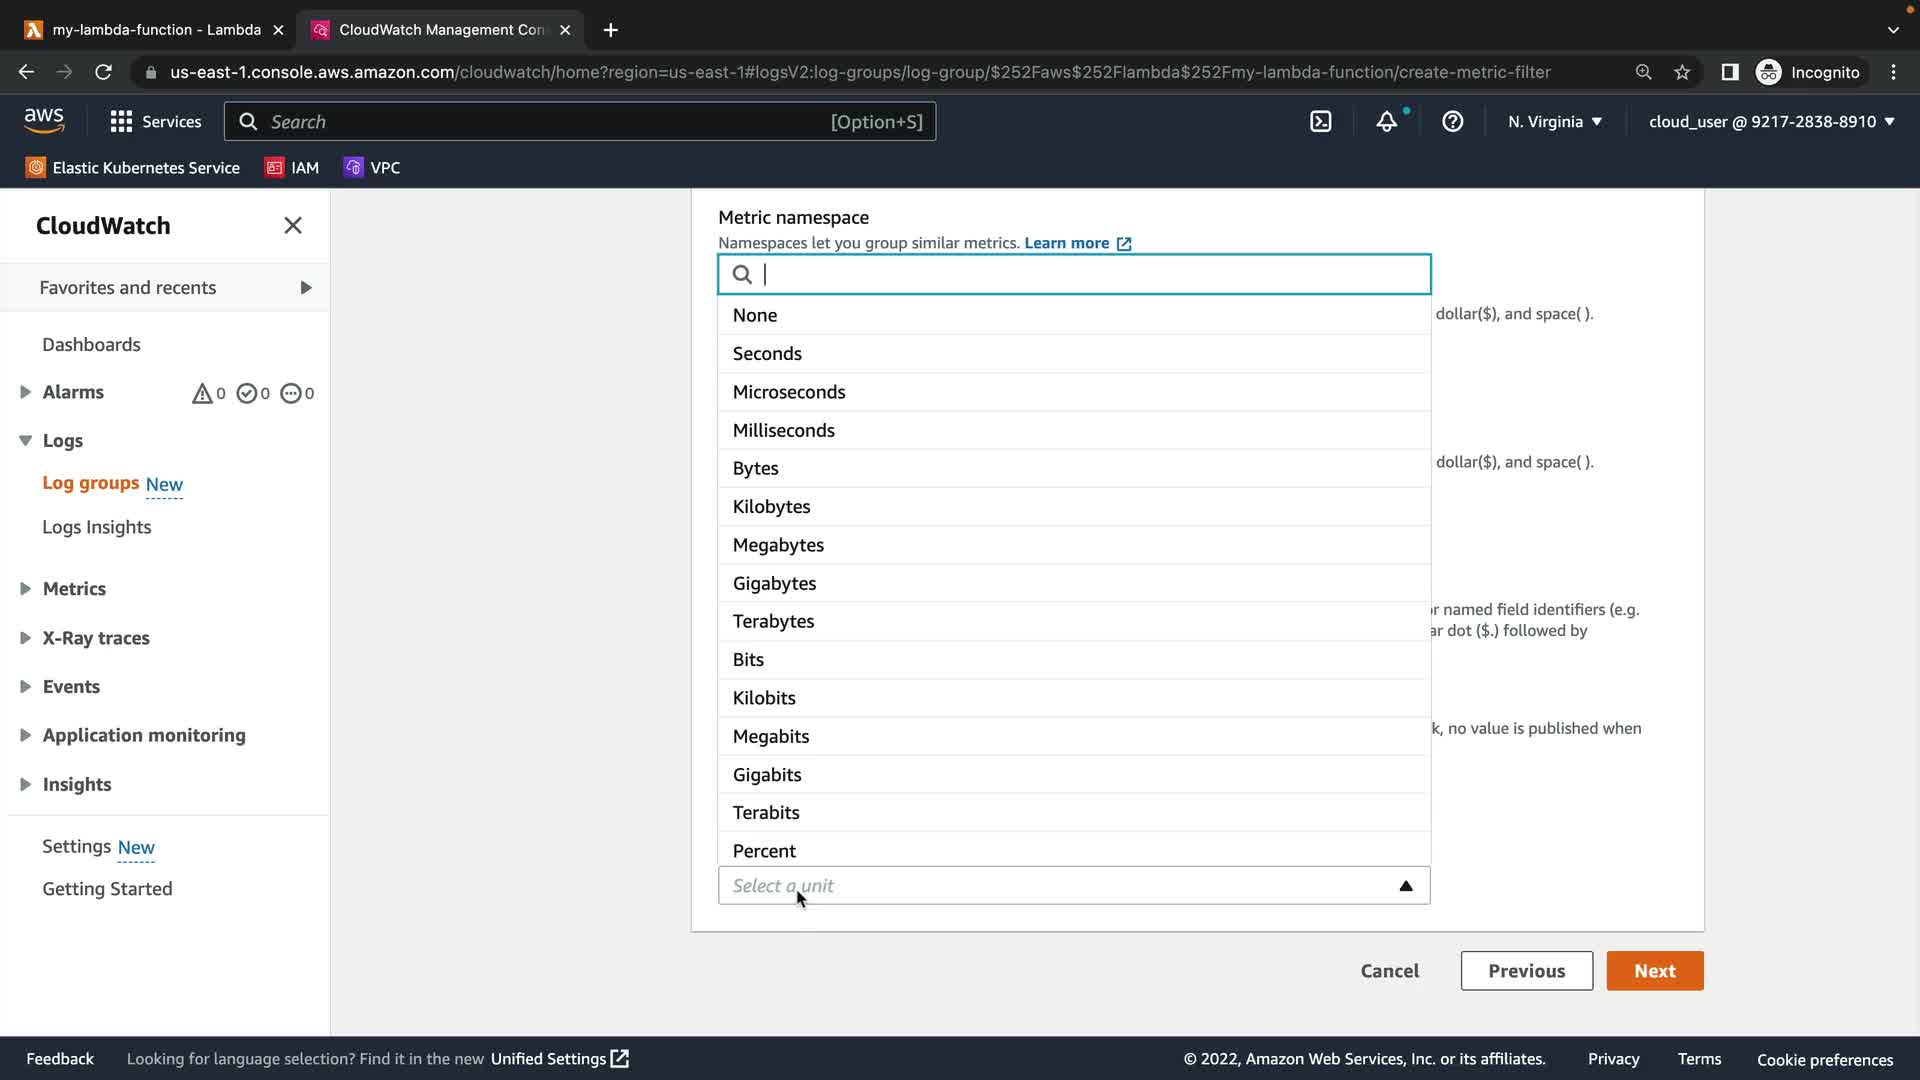 my-lambda-function - Lambda
CloudWatch Management Con
us-east-1.console.aws.amazon.com/cloudwatch/home?region=us-east-1#logsV2:log-groups/log-group/$252Faws$252Flambda$252Fmy-lambda-function/create-metric-filter
Incognito
aws
Services
Search
[Option+S]
N. Virginia
cloud_user @ 9217-2838-8910
Elastic Kubernetes Service
IAM
VPC
CloudWatch
Favorites and recents
Dashboards
Alarms
0
0
0
Logs
Log groups New
Logs Insights
Metrics
X-Ray traces
Events
Application monitoring
Insights
Settings New
Getting Started
Metric namespace
Namespaces let you group similar metrics. Learn more
None
dollar($), and space( ).
Seconds
Microseconds
Milliseconds
dollar($), and space( ).
Bytes
Kilobytes
Megabytes
Gigabytes
r named field identifiers (e.g.
Terabytes
ar dot ($.) followed by
Bits
Kilobits
Megabits
k, no value is published when
Gigabits
Terabits
Percent
Select a unit
Cancel
Previous
Next
Feedback
Looking for language selection? Find it in the new Unified Settings
© 2022, Amazon Web Services, Inc. or its affiliates.
Privacy
Terms
Cookie preferences